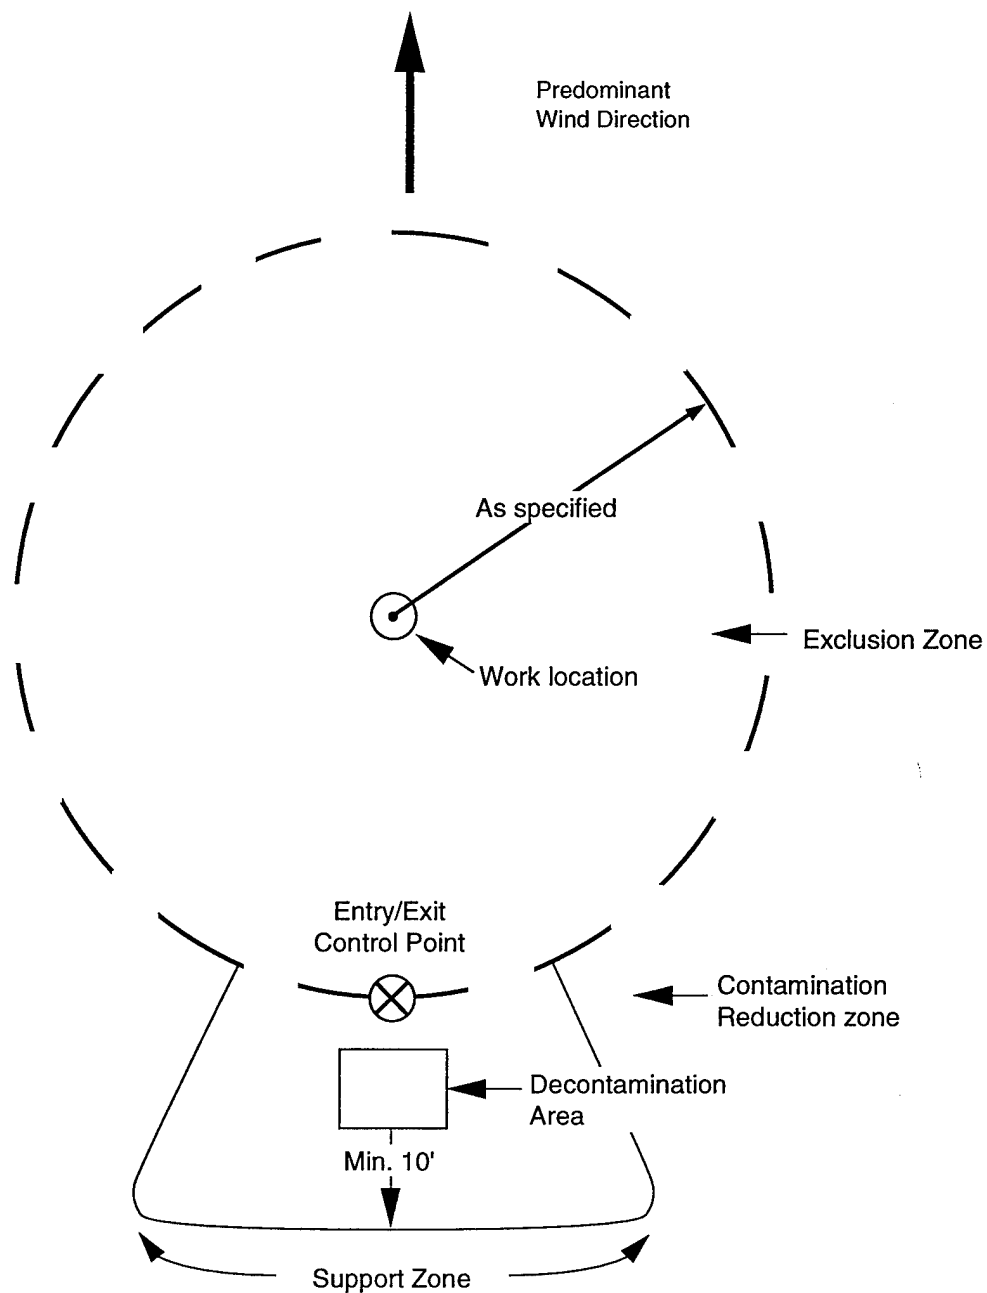 Predominant
Wind Direction
As specified
Exclusion Zone
Work location
Entry/Exit
Control Point
Contamination
Reduction zone
Decontamination
Area
Min. 10'
Support Zone